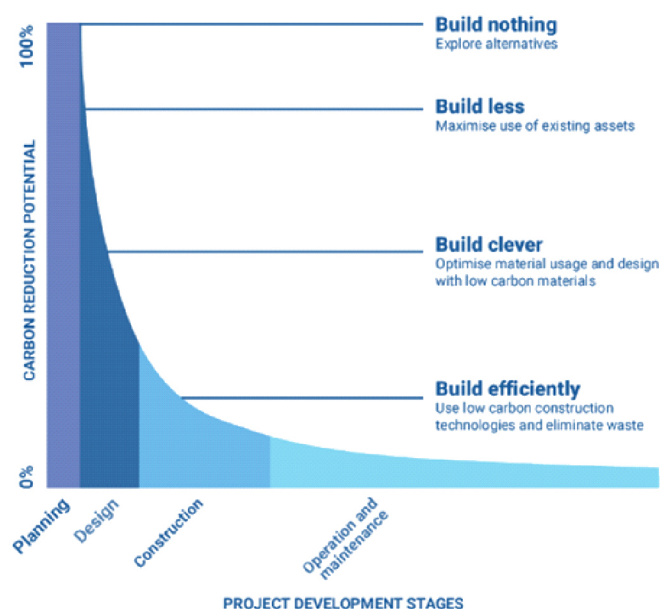 100%
CARBON REDUCTION POTENTIAL
0%
Build nothing
Explore alternatives
Build less
Maximise use of existing assets
Build clever
Optimise material usage and design
with low carbon materials
Build efficiently
Use low carbon construction
technologies and eliminate waste
Planning
Design
Construction
Operation and
maintenance
PROJECT DEVELOPMENT STAGES